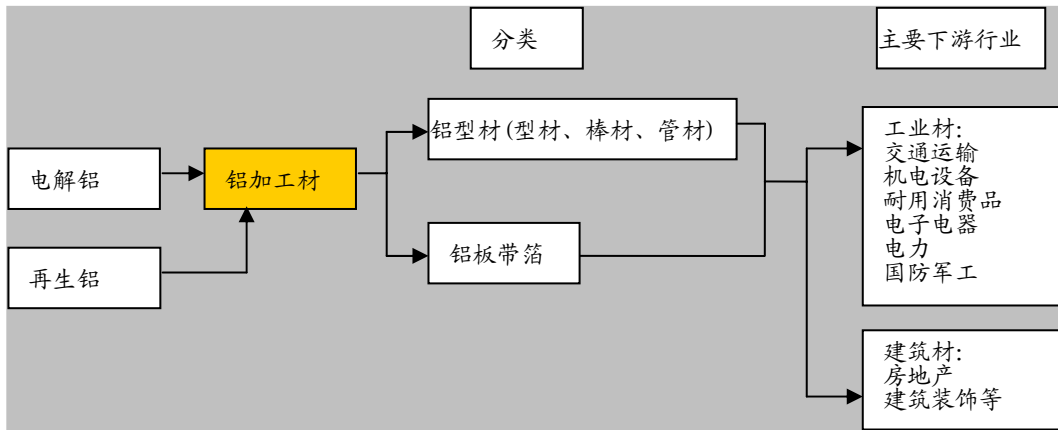 分类
主要下游行业
铝型材(型材、棒材、管材)
电解铝
铝加工材
再生铝
铝板带箔
工业材:
交通运输
机电设备
耐用消费品
电子电器
电力
国防军工
建筑材:
房地产
建筑装饰等